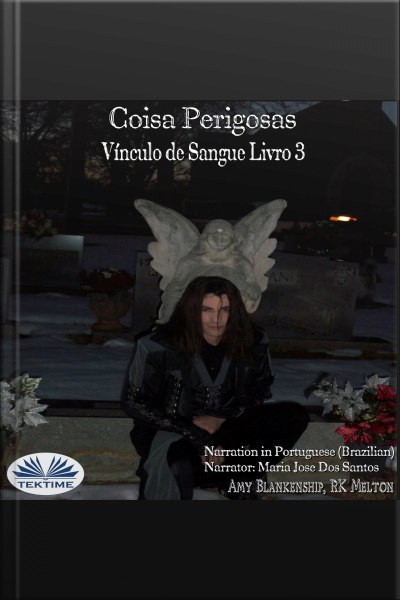 Coisa Perigosas
Vínculo de Sangue Livro 3
Narration in Portuguese (Brazilian)
Narrator: Maria Jose Dos Santos
Amy Blankenship, RK Melton
TEKTIME